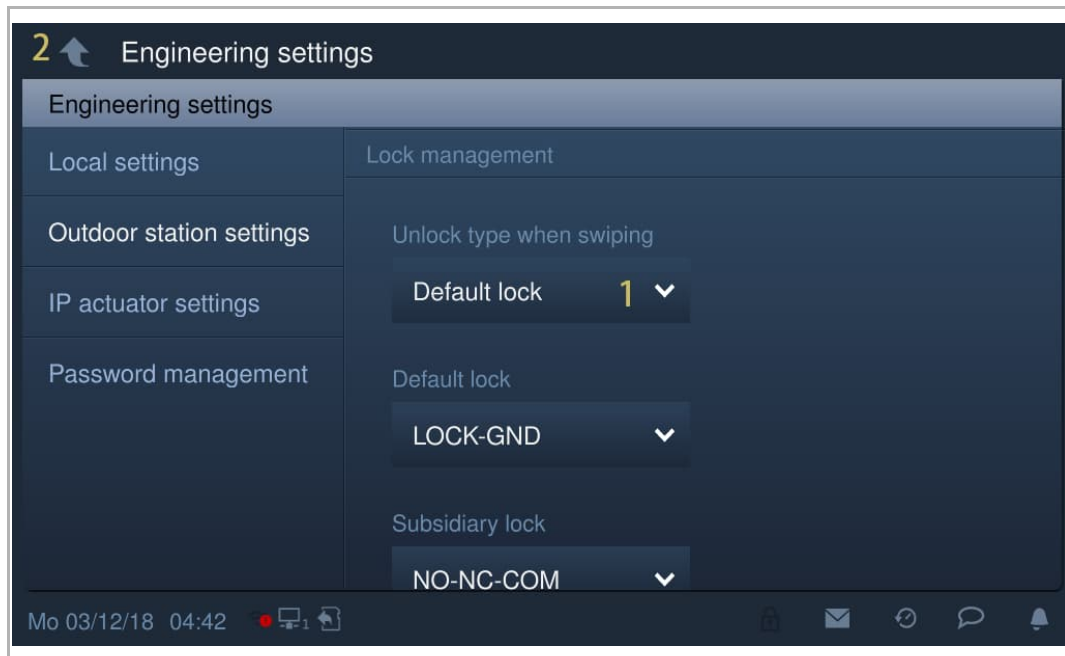 2 Engineering settings
Engineering settings
Local settings
Outdoor station settings
IP actuator settings
Password management
Lock management
Unlock type when swiping
Default lock 1
Default lock
LOCK-GND
Subsidiary lock
NO-NC-COM
Mo 03/12/18 04:42 1